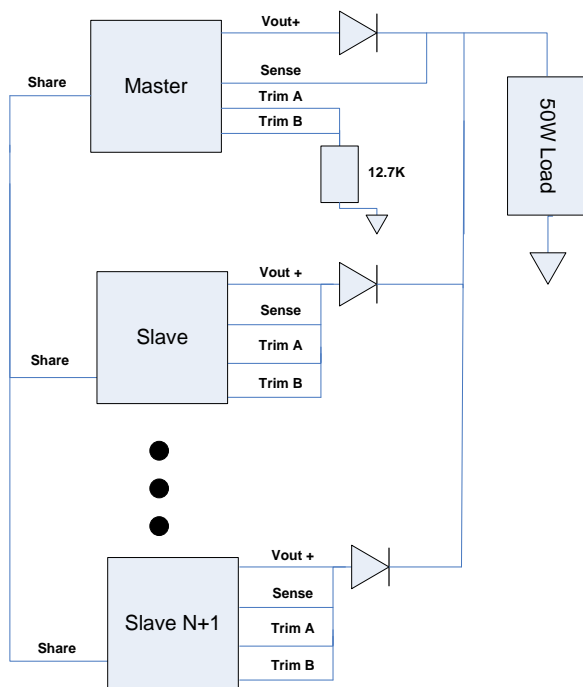 Vout+
Share
Master
Sense
Trim A
Trim B
12.7K
50W Load
Vout +
Slave
Sense
Trim A
Share
Trim B
Vout +
Sense
Slave N+1
Trim A
Share
Trim B